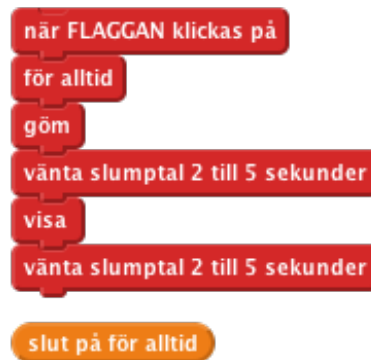 när FLAGGAN klickas på
för alltid
göm
vänta slumptal 2 till 5 sekunder
visa
vänta slumptal 2 till 5 sekunder
slut på för alltid